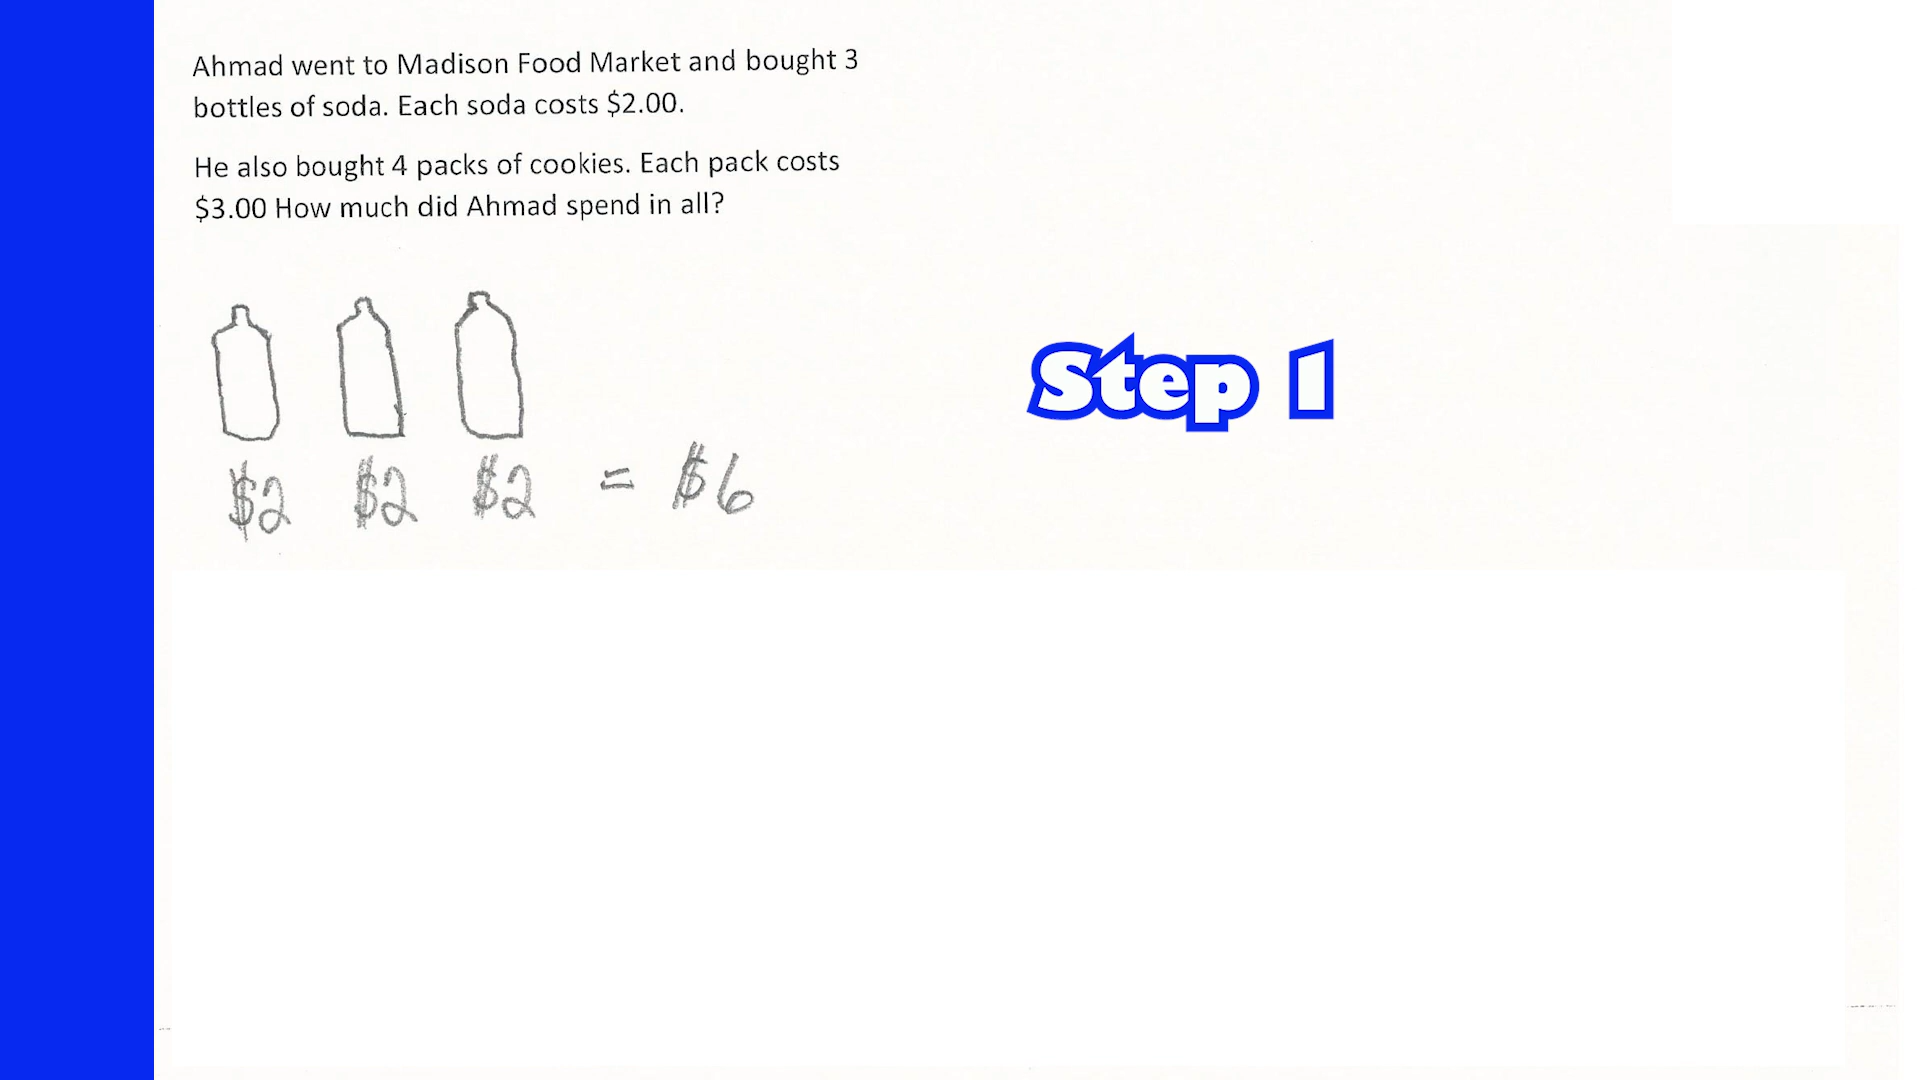 Ahmad went to Madison Food Market and bought 3
bottles of soda. Each soda costs $2.00.
He also bought 4 packs of cookies. Each pack costs
$3.00 How much did Ahmad spend in all?
Step 1
$2 $2 $2 = $6